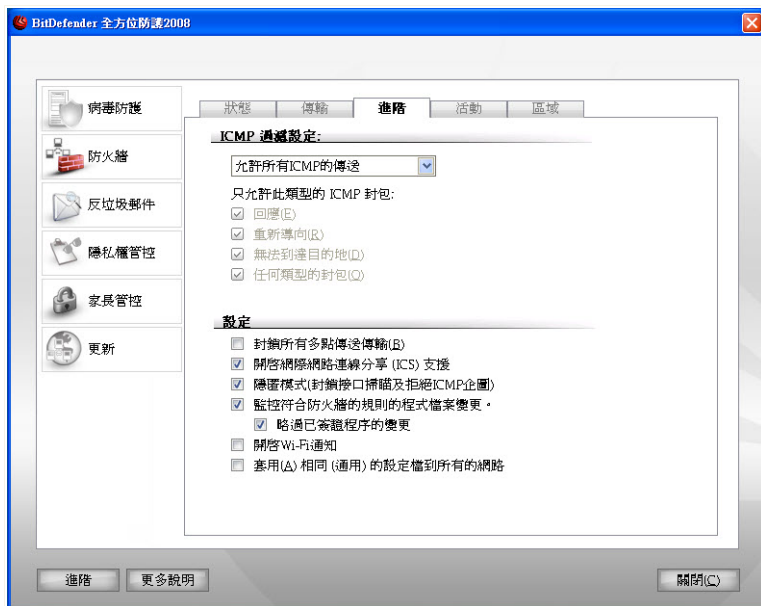 BitDefender 全方位防護2008
病毒防護
防火牆
反垃圾郵件
隱私權管控
家長管控
更新
狀態 傳輸 進階 活動 區域
ICMP 過濾設定:
允許所有ICMP的傳送
只允許此類型的 ICMP 封包:
回應(E)
重新導向(R)
無法到達目的地(D)
任何類型的封包(O)
設定
封鎖所有多點傳送傳輸(B)
開啓網際網路連線分享 (ICS) 支援
隱匿模式(封鎖接口掃瞄及拒絕ICMP企圖)
監控符合防火牆的規則的程式檔案變更。
略過已簽證程序的變更
開啓Wi-Fi通知
套用(A) 相同 (通用) 的設定檔到所有的網路
進階 更多說明 關閉(C)